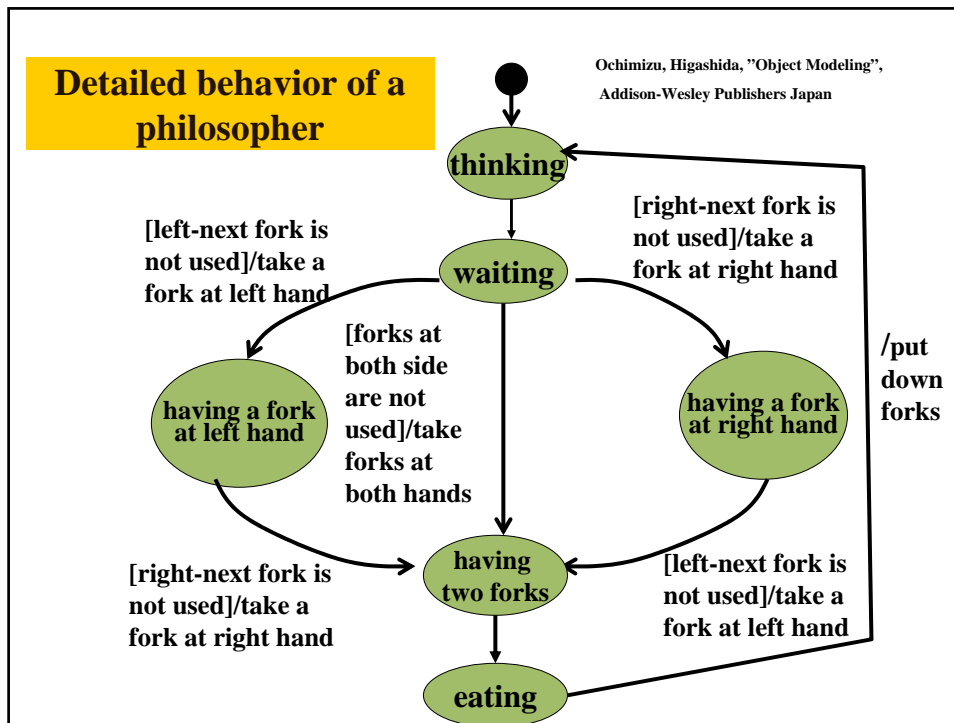 Detailed behavior of a
philosopher
Ochimizu, Higashida, ”Object Modeling”,
Addison-Wesley Publishers Japan
thinking
[left-next fork is
not used]/take a
fork at left hand
[right-next fork is
not used]/take a
fork at right hand
waiting
[forks at
both side
are not
used]/take
forks at
both hands
/put
down
forks
having a fork
at left hand
having a fork
at right hand
having
two forks
[right-next fork is
not used]/take a
fork at right hand
[left-next fork is
not used]/take a
fork at left hand
eating